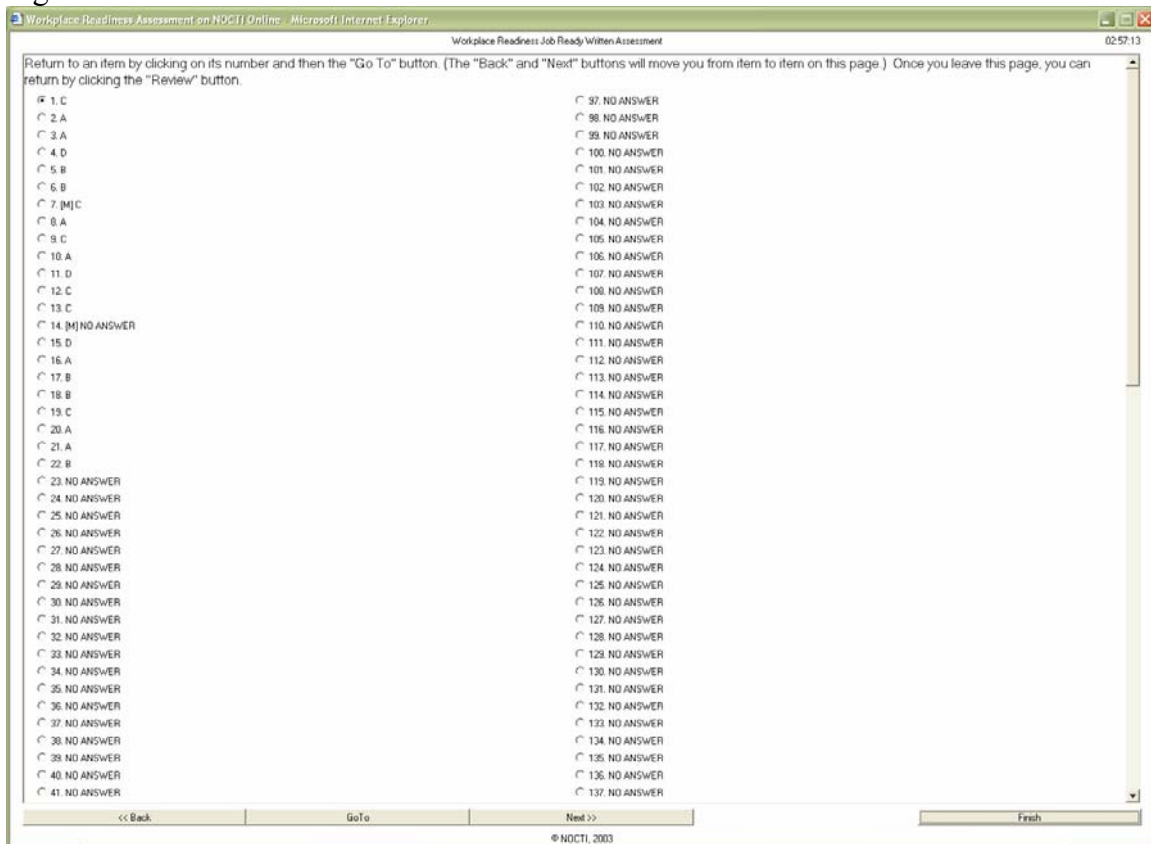 Workplace Readiness Assessment on NOCTI Online - Microsoft Internet Explorer
Workplace Readiness Job Ready Written Assessment
02:57:13
Return to an item by clicking on its number and then the "Go To" button. (The "Back" and "Next" buttons will move you from item to item on this page.) Once you leave this page, you can
return by clicking the "Review" button.
1. C
2. A
3. A
4. D
5. B
6. B
7. [M] C
8. A
9. C
10. A
11. D
12. C
13. C
14. [M] NO ANSWER
15. D
16. A
17. B
18. B
19. C
20. A
21. A
22. B
23. NO ANSWER
24. NO ANSWER
25. NO ANSWER
26. NO ANSWER
27. NO ANSWER
28. NO ANSWER
29. NO ANSWER
30. NO ANSWER
31. NO ANSWER
32. NO ANSWER
33. NO ANSWER
34. NO ANSWER
35. NO ANSWER
36. NO ANSWER
37. NO ANSWER
38. NO ANSWER
39. NO ANSWER
40. NO ANSWER
41. NO ANSWER
97. NO ANSWER
98. NO ANSWER
99. NO ANSWER
100. NO ANSWER
101. NO ANSWER
102. NO ANSWER
103. NO ANSWER
104. NO ANSWER
105. NO ANSWER
106. NO ANSWER
107. NO ANSWER
108. NO ANSWER
109. NO ANSWER
110. NO ANSWER
111. NO ANSWER
112. NO ANSWER
113. NO ANSWER
114. NO ANSWER
115. NO ANSWER
116. NO ANSWER
117. NO ANSWER
118. NO ANSWER
119. NO ANSWER
120. NO ANSWER
121. NO ANSWER
122. NO ANSWER
123. NO ANSWER
124. NO ANSWER
125. NO ANSWER
126. NO ANSWER
127. NO ANSWER
128. NO ANSWER
129. NO ANSWER
130. NO ANSWER
131. NO ANSWER
132. NO ANSWER
133. NO ANSWER
134. NO ANSWER
135. NO ANSWER
136. NO ANSWER
137. NO ANSWER
<< Back
GoTo
Next >>
Finish
© NOCTI, 2003